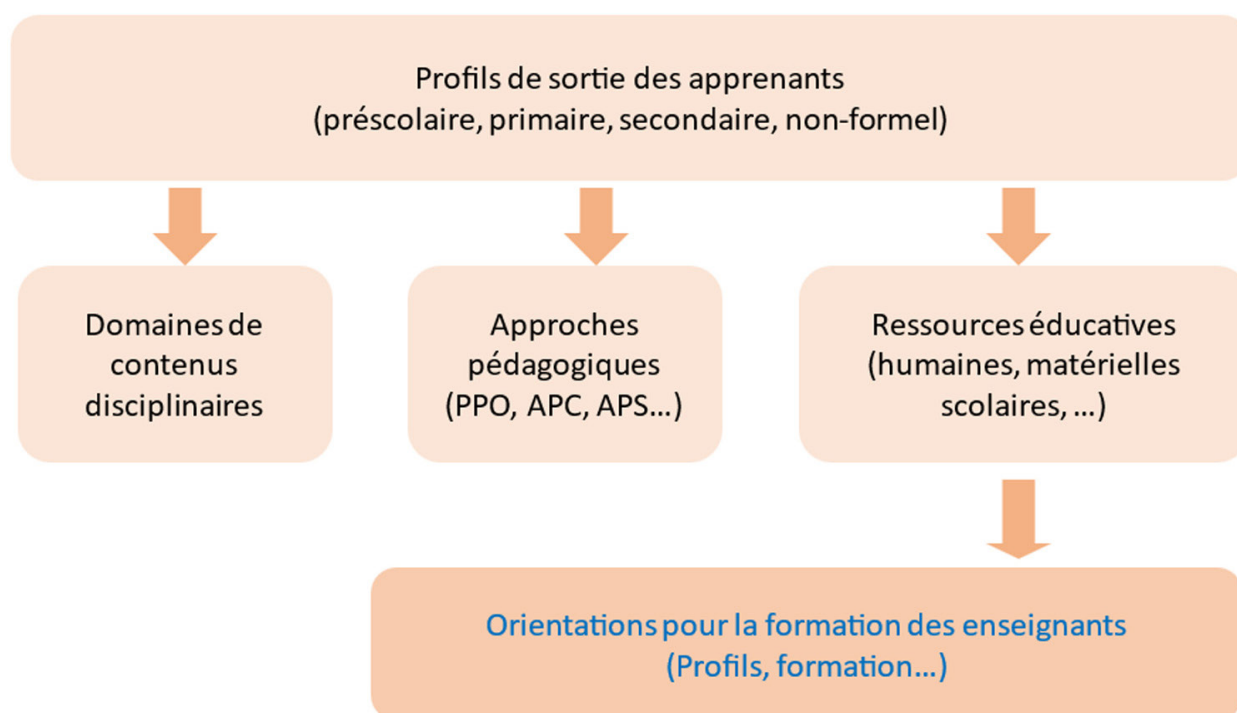 Profils de sortie des apprenants
(préscolaire, primaire, secondaire, non-formel)
Domaines de
contenus
disciplinaires
Approches
pédagogiques
(PPO, APC, APS…)
Ressources éducatives
(humaines, matérielles
scolaires, …)
Orientations pour la formation des enseignants
(Profils, formation…)